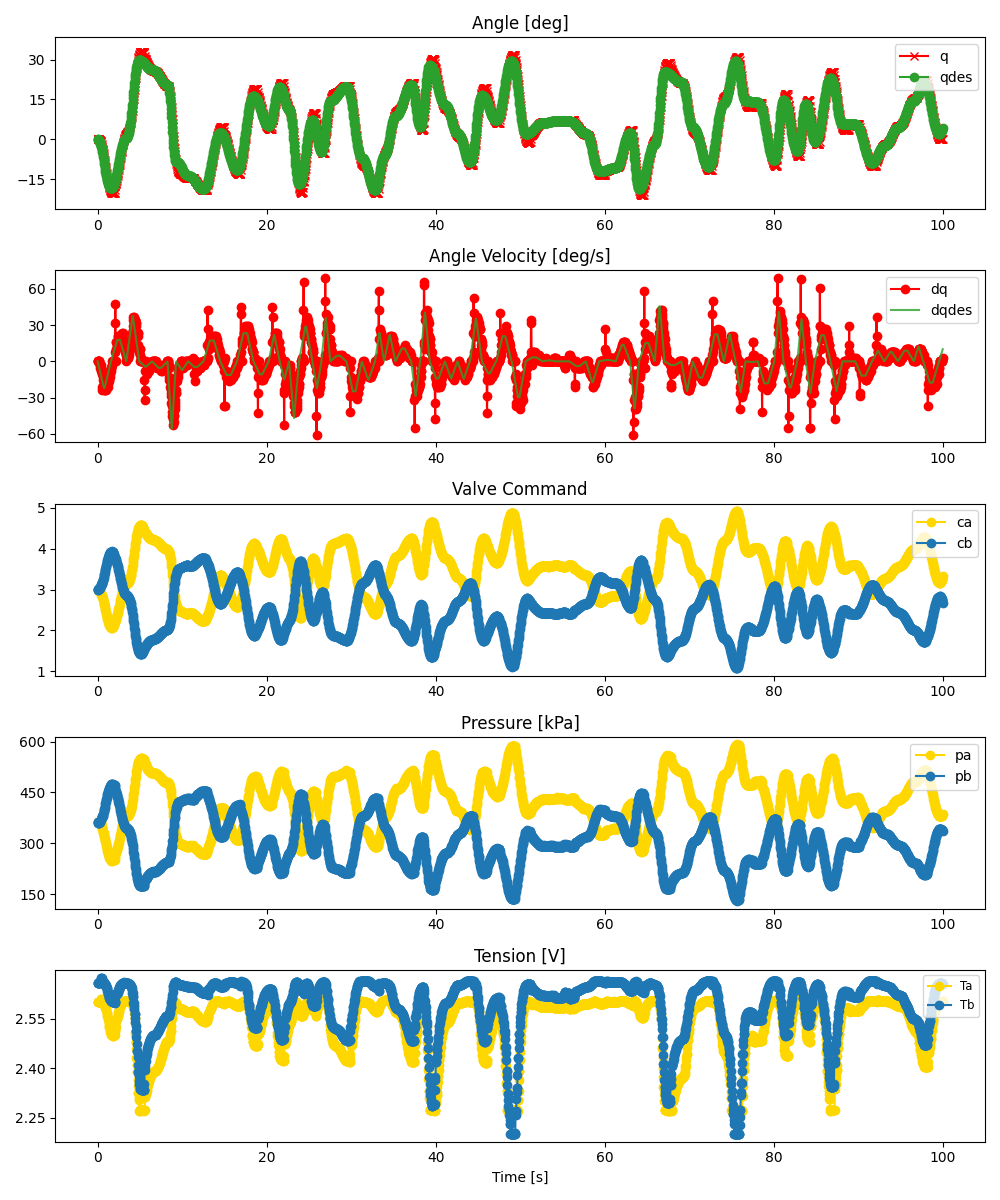 Angle [deg]
30
15
0
−15
q
qdes
0 20 40 60 80 100
Angle Velocity [deg/s]
60
30
0
−30
−60
dq
dqdes
0 20 40 60 80 100
Valve Command
5
4
3
2
1
ca
cb
0 20 40 60 80 100
Pressure [kPa]
600
450
300
150
pa
pb
0 20 40 60 80 100
Tension [V]
2.55
2.40
2.25
Ta
Tb
0 20 40 60 80 100
Time [s]